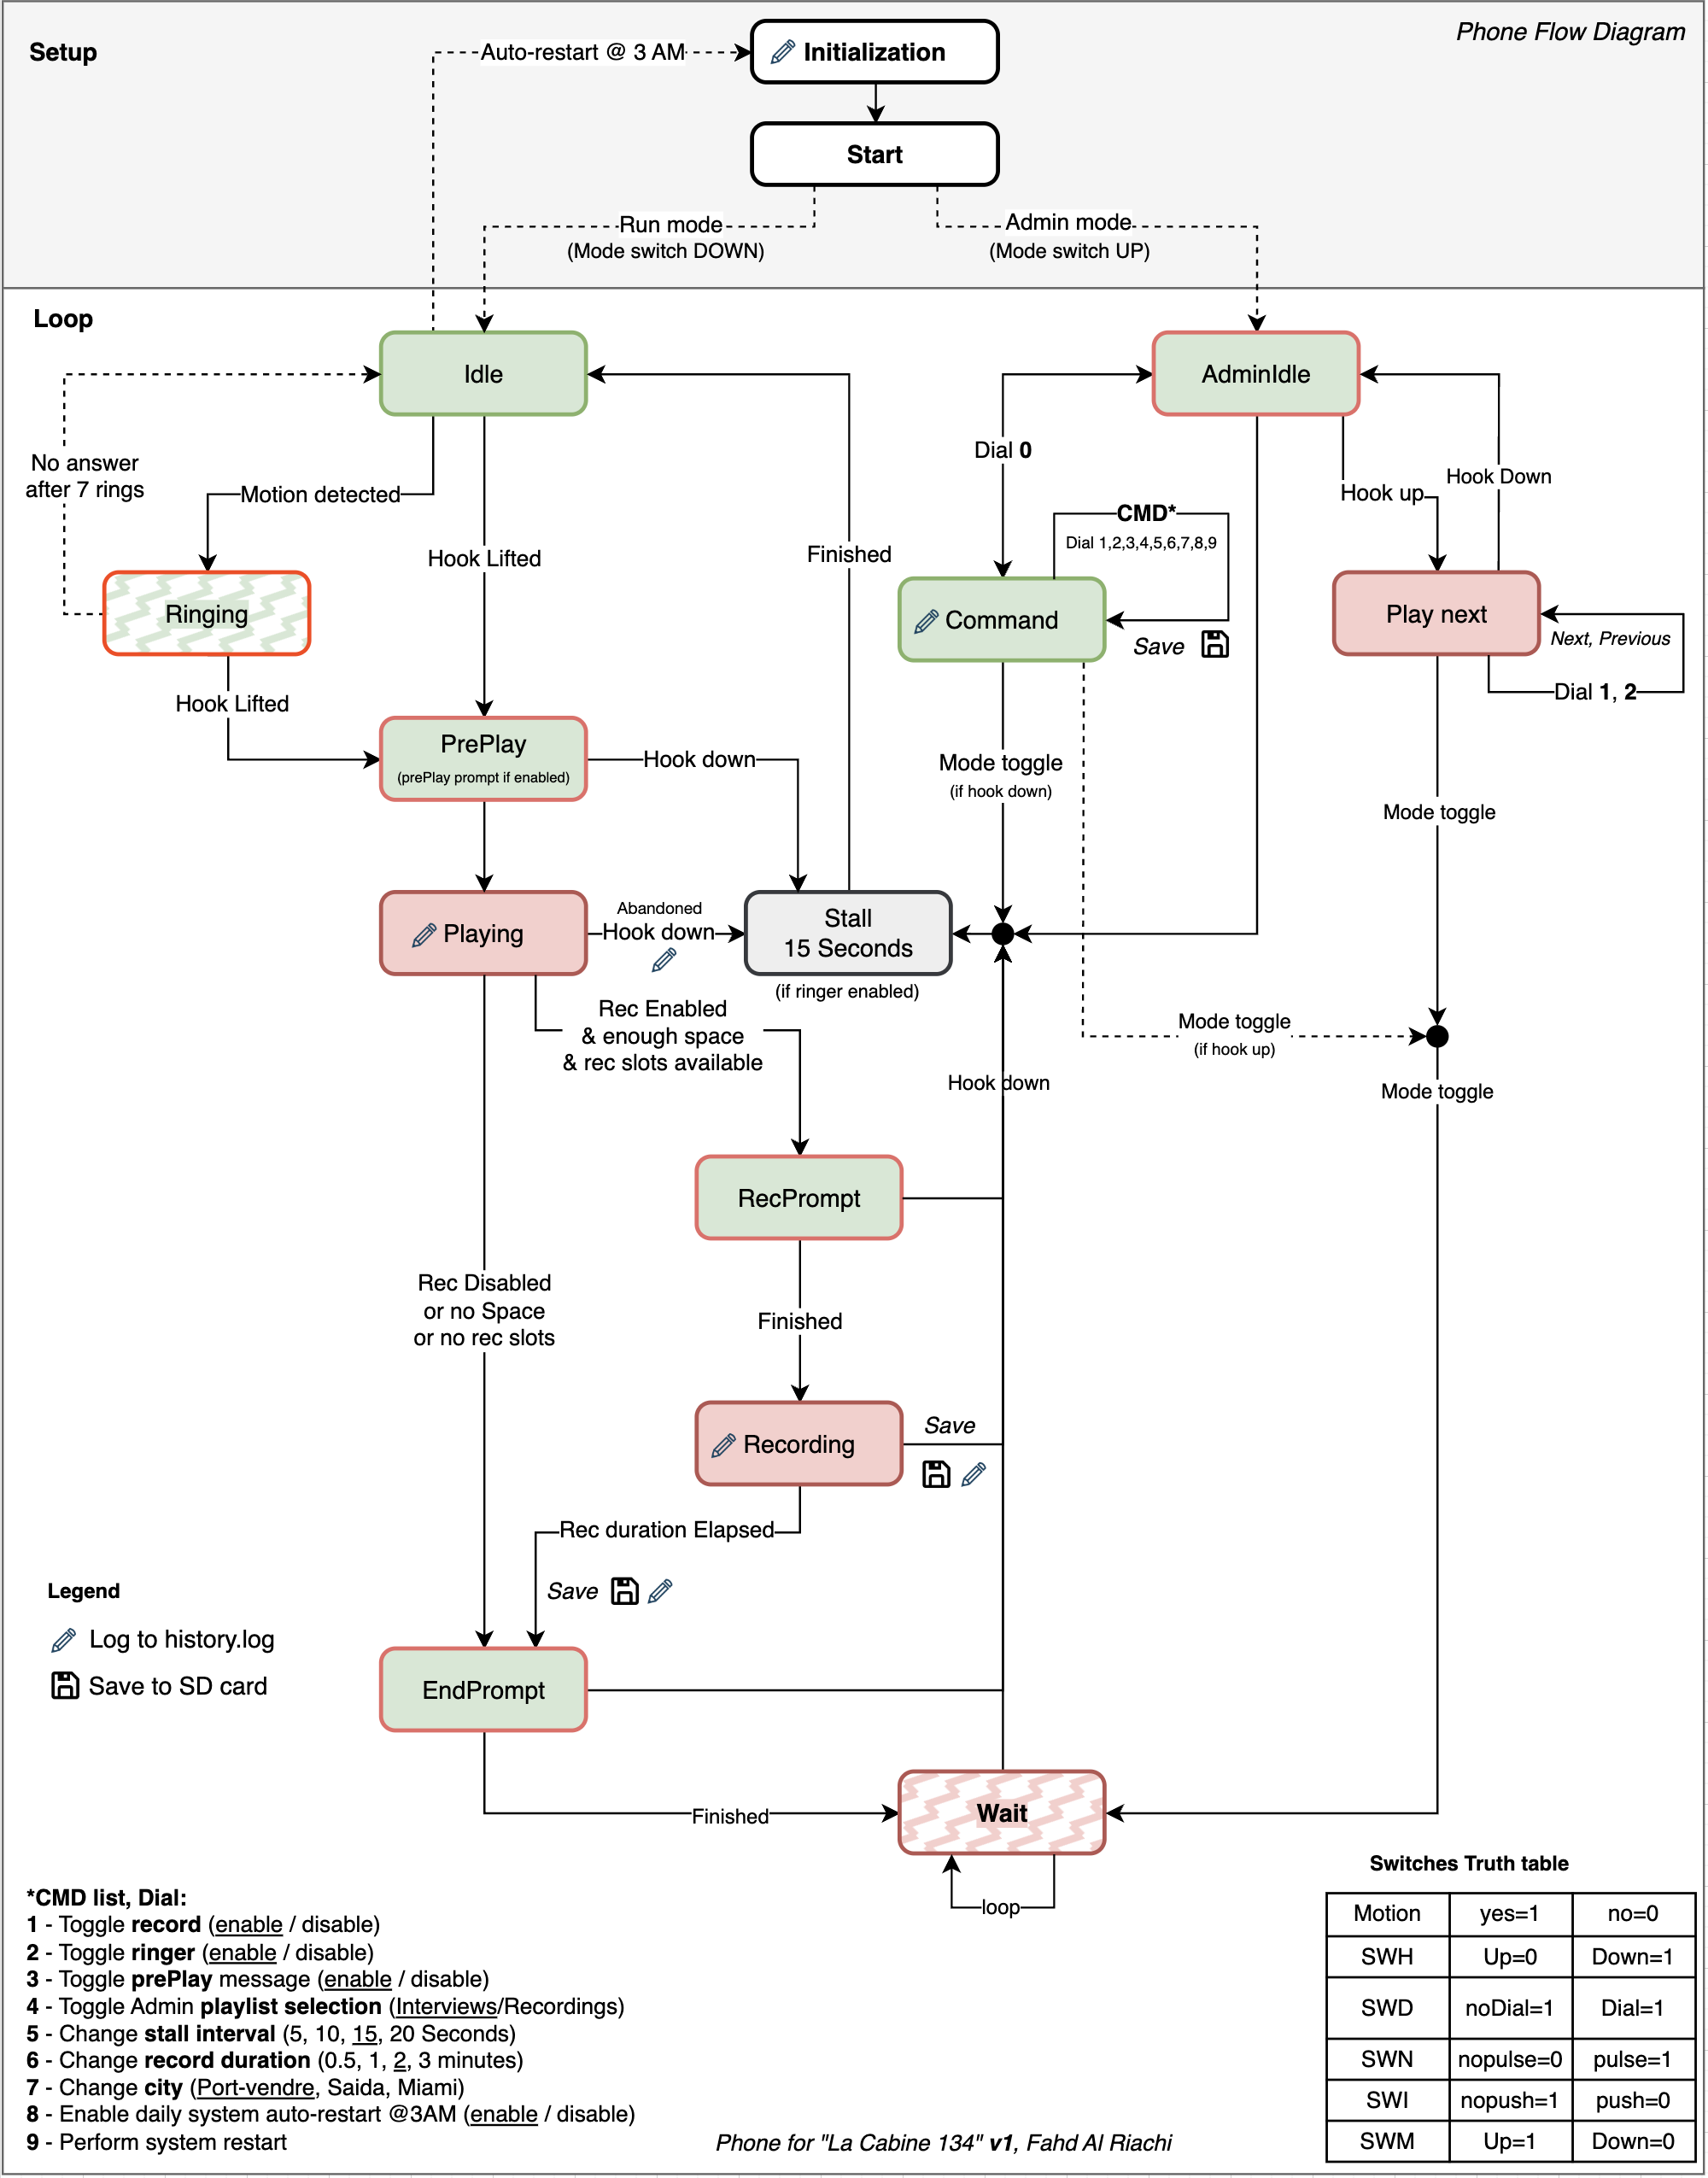 Phone Flow Diagram
Setup
Auto-restart @ 3 AM
Initialization
Start
Run mode
(Mode switch DOWN)
Admin mode
(Mode switch UP)
Loop
Idle
AdminIdle
No answer
after 7 rings
Motion detected
Hook Lifted
Finished
Dial 0
CMD*
Dial 1,2,3,4,5,6,7,8,9
Hook up
Hook Down
Ringing
Command
Save
Play next
Next, Previous
Dial 1, 2
Hook Lifted
PrePlay
(prePlay prompt if enabled)
Hook down
Mode toggle
(if hook down)
Mode toggle
Playing
Abandoned
Hook down
Stall
15 Seconds
(if ringer enabled)
Rec Enabled
& enough space
& rec slots available
Mode toggle
(if hook up)
Hook down
Mode toggle
RecPrompt
Rec Disabled
or no Space
or no rec slots
Finished
Recording
Save
Rec duration Elapsed
Save
Legend
Log to history.log
Save to SD card
EndPrompt
Finished
Wait
loop
*CMD list, Dial:
1 - Toggle record (enable / disable)
2 - Toggle ringer (enable / disable)
3 - Toggle prePlay message (enable / disable)
4 - Toggle Admin playlist selection (Interviews/Recordings)
5 - Change stall interval (5, 10, 15, 20 Seconds)
6 - Change record duration (0.5, 1, 2, 3 minutes)
7 - Change city (Port-vendre, Saida, Miami)
8 - Enable daily system auto-restart @3AM (enable / disable)
9 - Perform system restart
Phone for "La Cabine 134" v1, Fahd Al Riachi
Switches Truth table
Motion yes=1 no=0
SWH Up=0 Down=1
SWD noDial=1 Dial=1
SWN nopulse=0 pulse=1
SWI nopush=1 push=0
SWM Up=1 Down=0